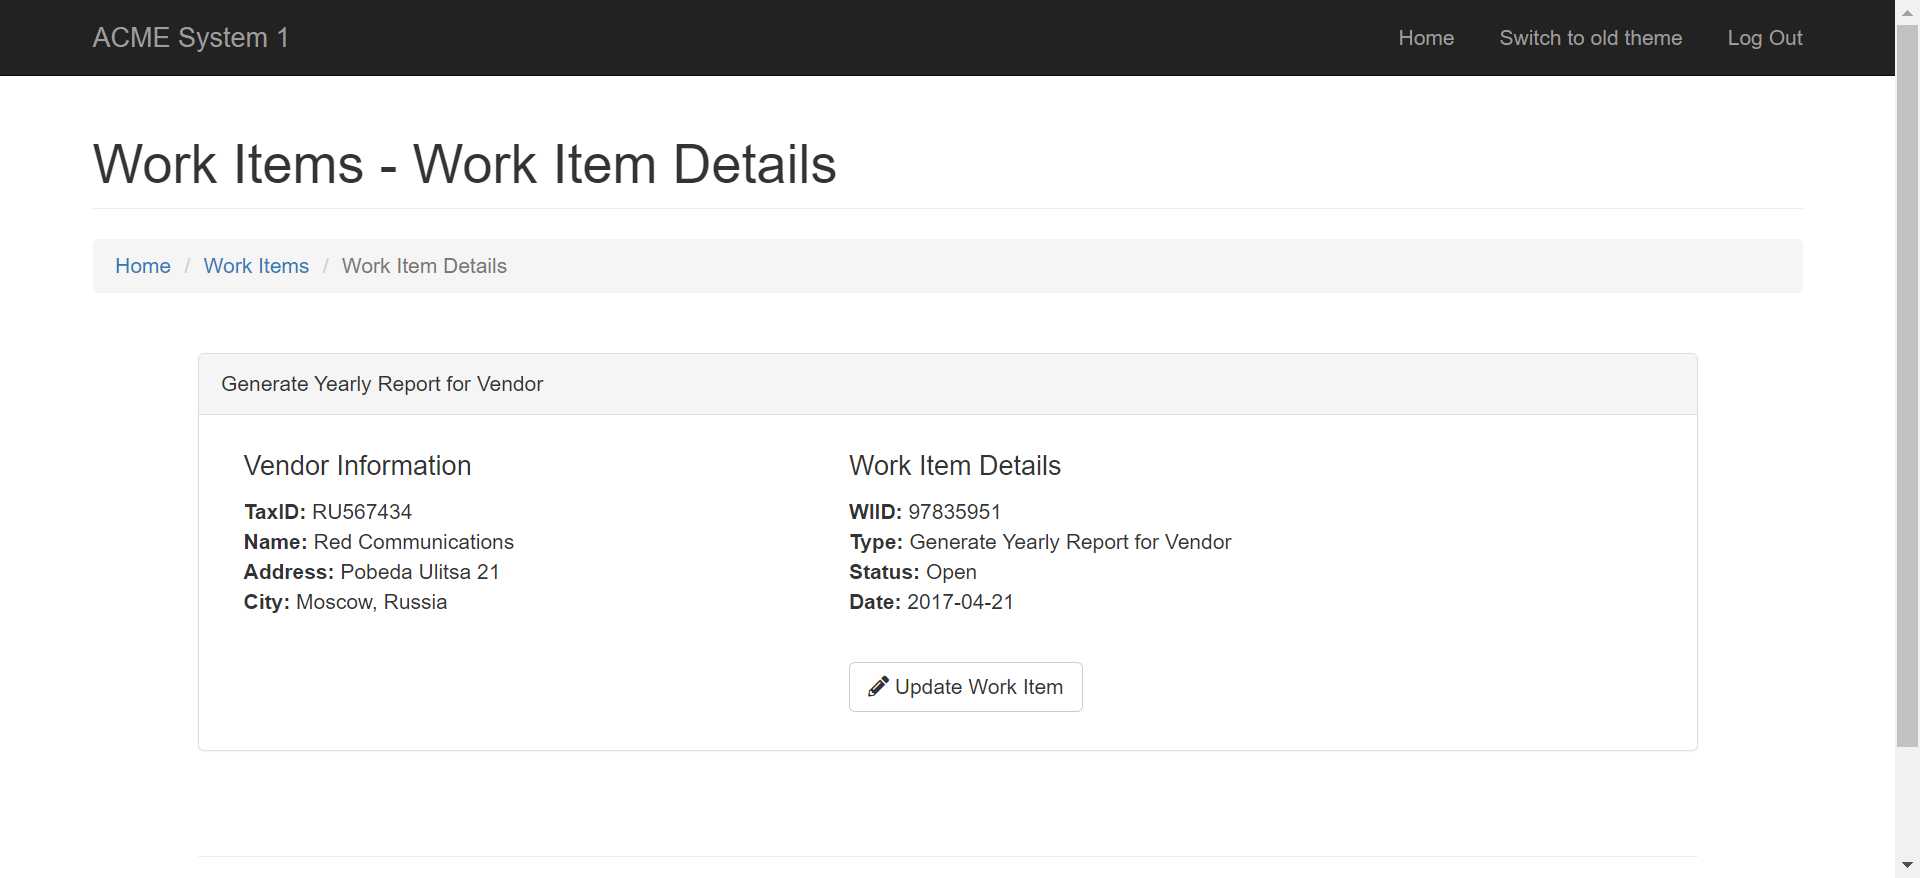 ACME System 1
Home
Switch to old theme
Log Out
Work Items - Work Item Details
Home / Work Items / Work Item Details
Generate Yearly Report for Vendor
Vendor Information
TaxID: RU567434
Name: Red Communications
Address: Pobeda Ulitsa 21
City: Moscow, Russia
Work Item Details
WIID: 97835951
Type: Generate Yearly Report for Vendor
Status: Open
Date: 2017-04-21
Update Work Item